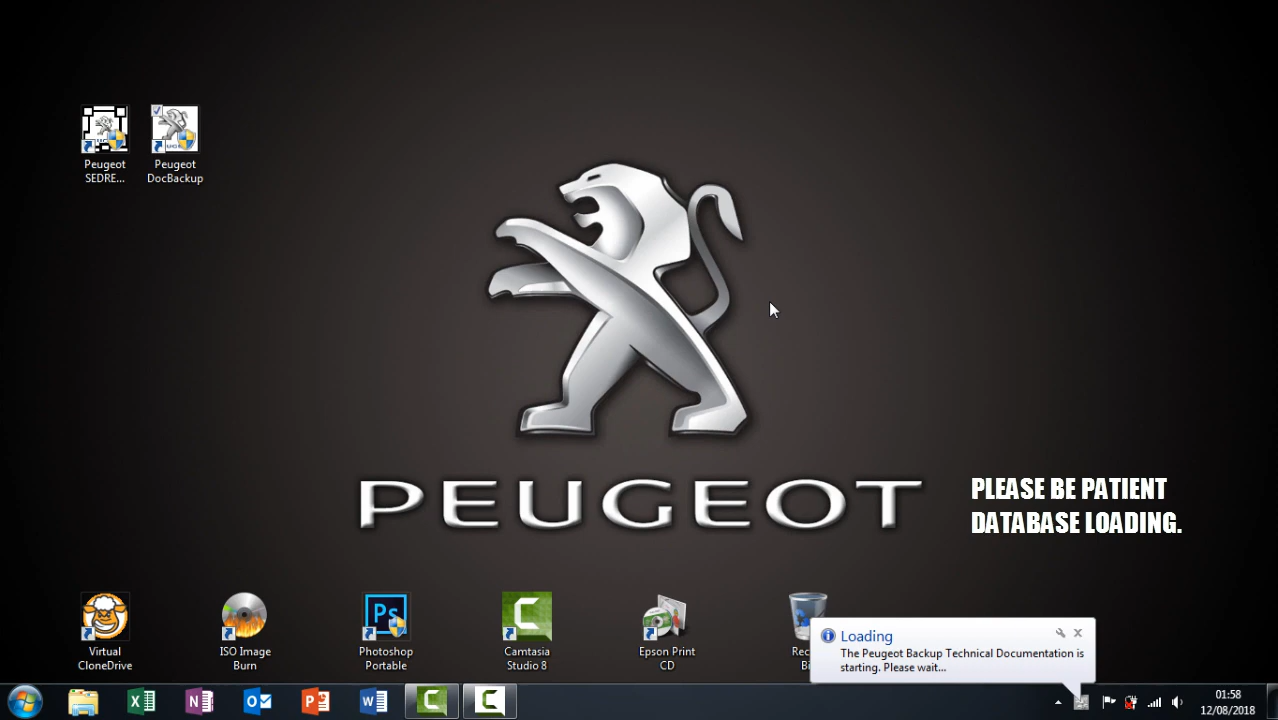 Peugeot
SEDRE...
Peugeot
DocBackup
PEUGEOT
PLEASE BE PATIENT
DATABASE LOADING.
Virtual
CloneDrive
ISO Image
Burn
Ps
Photoshop
Portable
Camtasia
Studio 8
Epson Print
CD
Loading
The Peugeot Backup Technical Documentation is
starting. Please wait...
01:58
12/08/2018